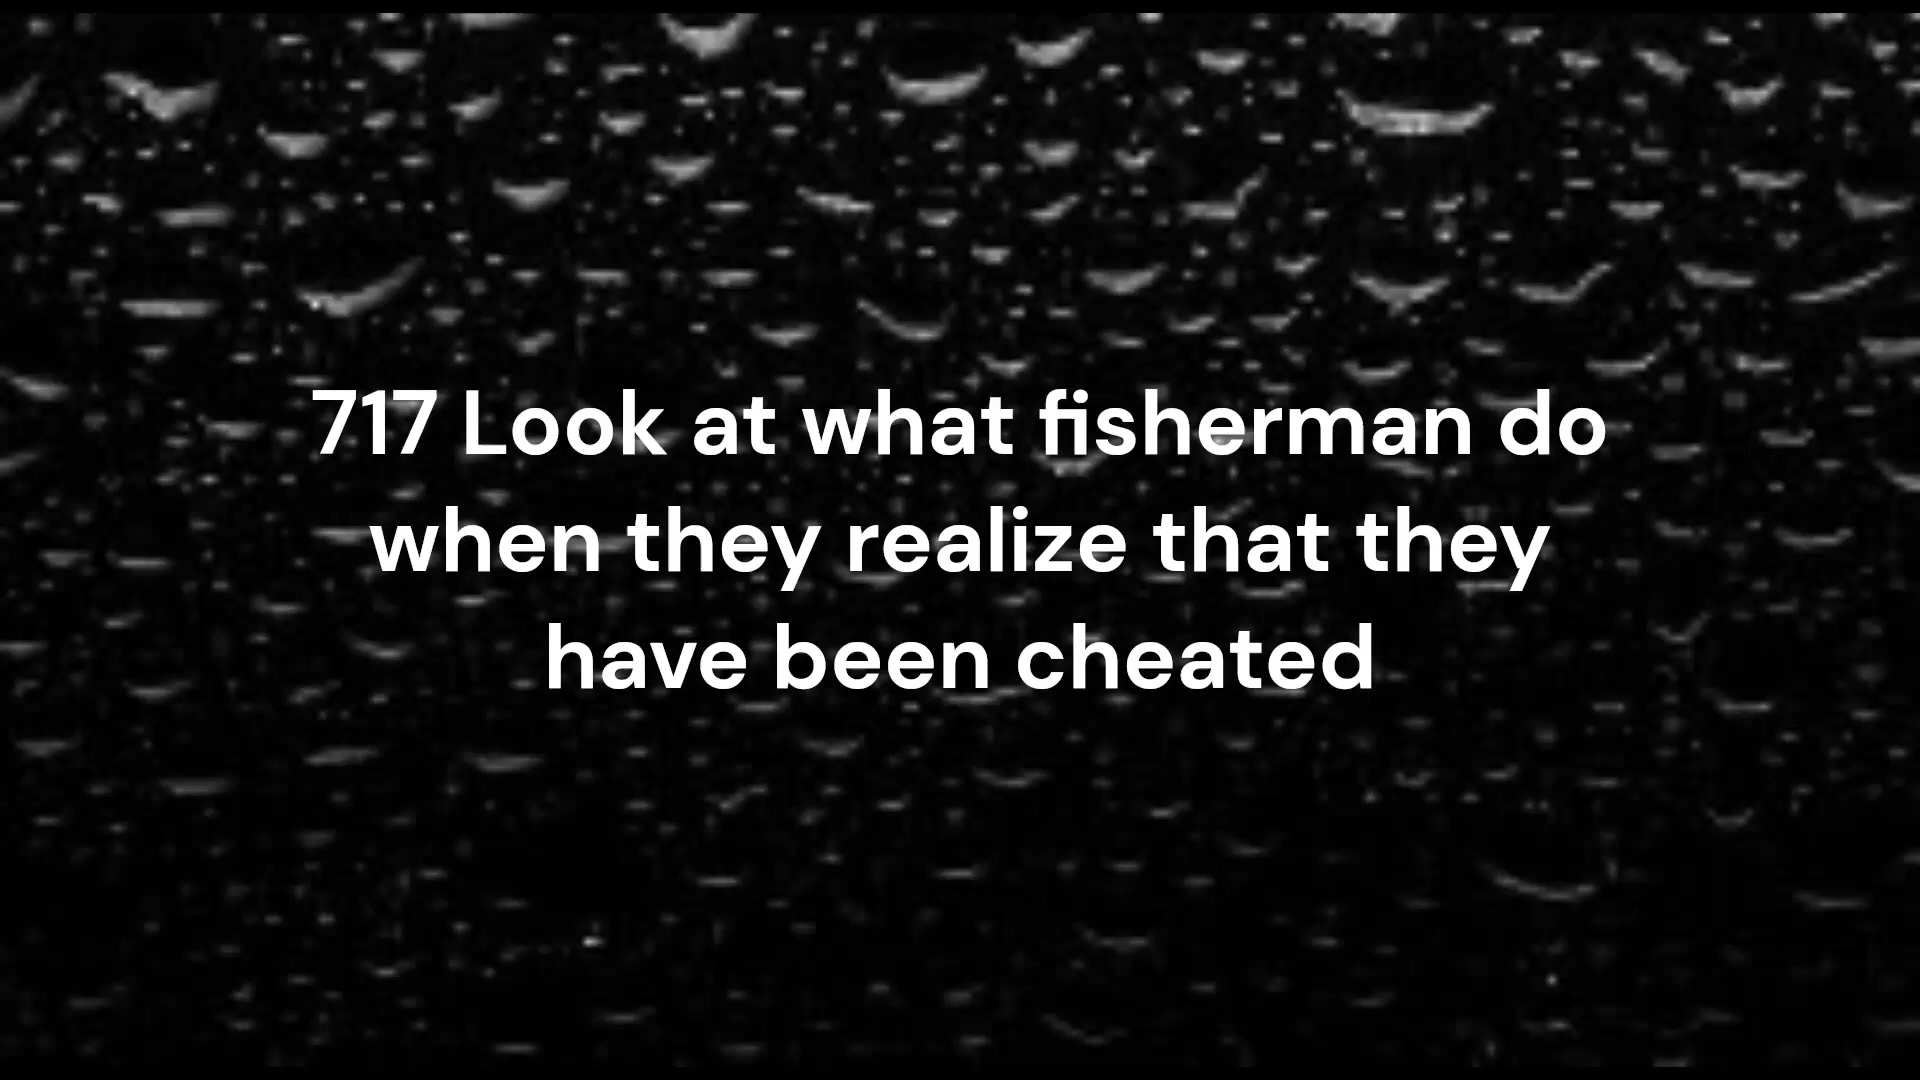 717 Look at what fisherman do
when they realize that they
have been cheated